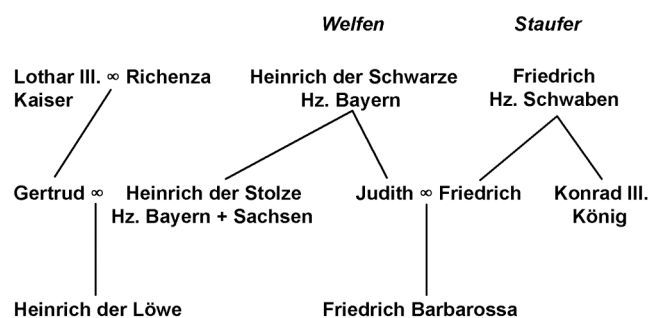 Welfen Staufer
Lothar III. ∞ Richenza Heinrich der Schwarze Friedrich
Kaiser Hz. Bayern Hz. Schwaben
Gertrud ∞ Heinrich der Stolze Judith ∞ Friedrich Konrad III.
Hz. Bayern + Sachsen König
Heinrich der Löwe Friedrich Barbarossa